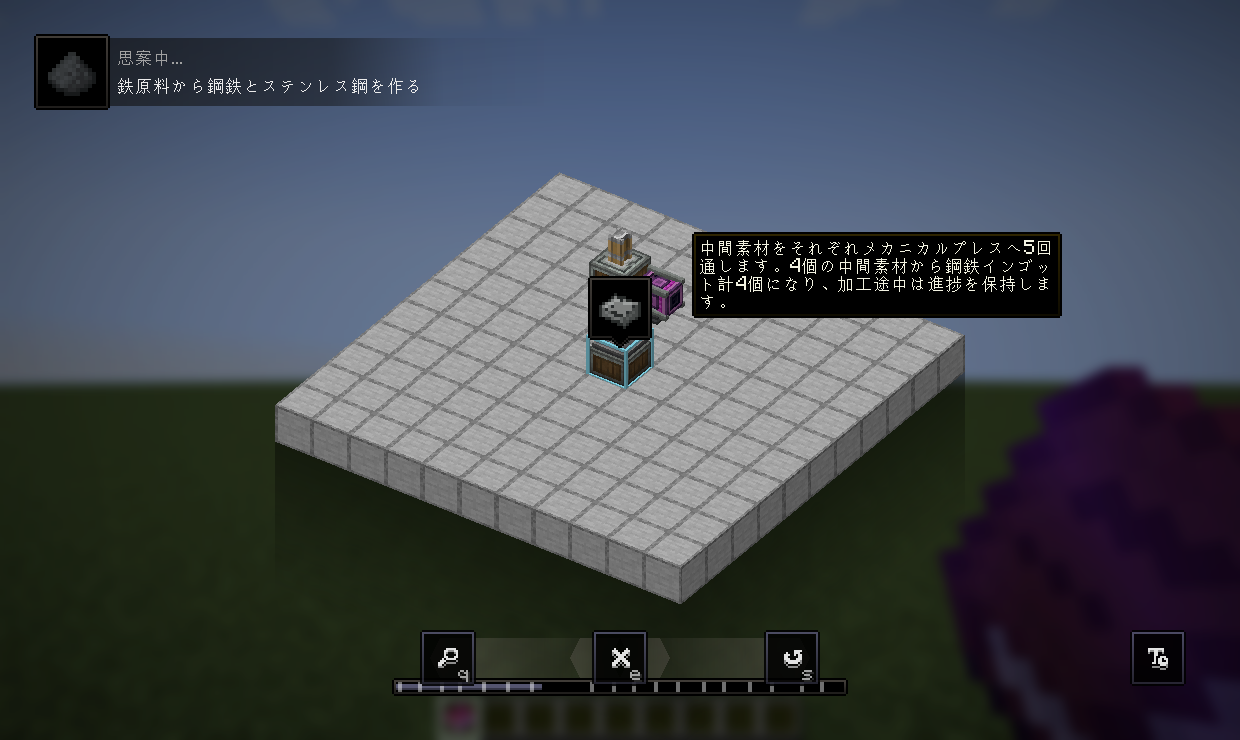 思案中...
鉄原料から鋼鉄とステンレス鋼を作る
中間素材をそれぞれメカニカルプレスへ5回
通します。4個の中間素材から鋼鉄インゴッ
ト計4個になり、加工途中は進捗を保持しま
す。
q
e
s
T